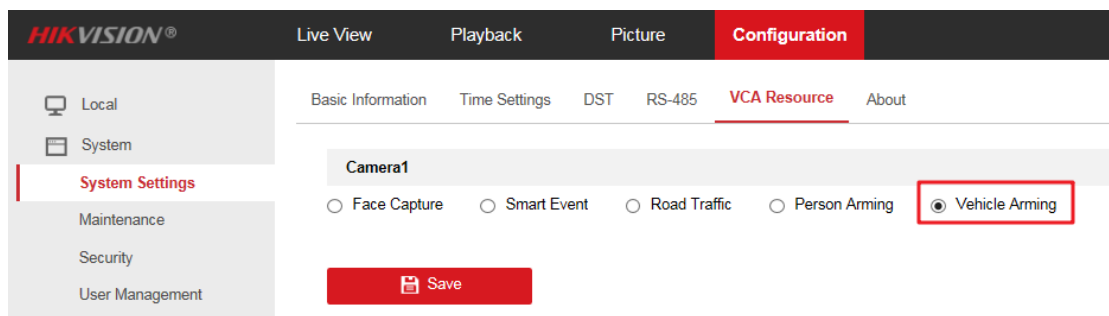 HIKVISION® Live View Playback Picture Configuration
Local
System
System Settings
Maintenance
Security
User Management
Basic Information Time Settings DST RS-485 VCA Resource About
Camera1
Face Capture Smart Event Road Traffic Person Arming Vehicle Arming
Save